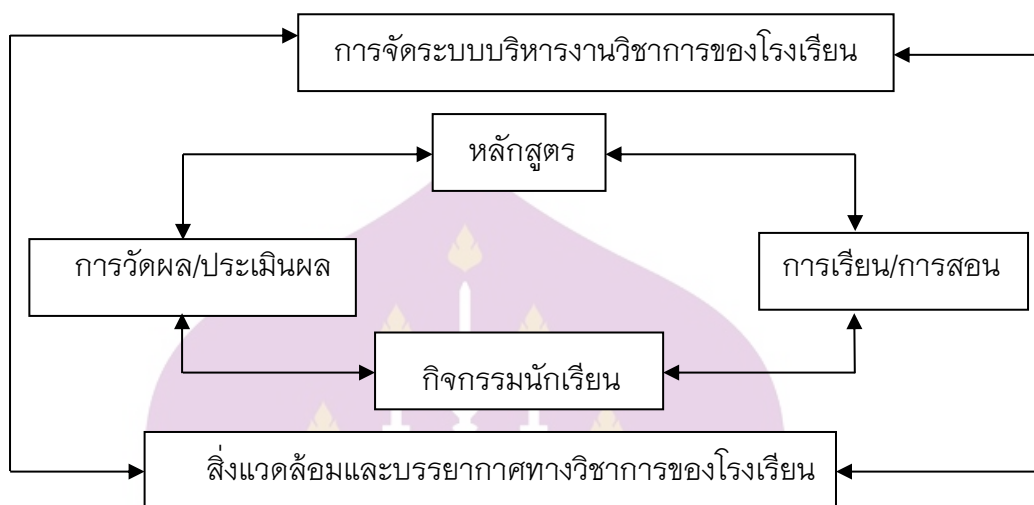 การจัดระบบบริหารงานวิชาการของโรงเรียน
หลักสูตร
การวัดผล/ประเมินผล
การเรียน/การสอน
กิจกรรมนักเรียน
สิ่งแวดล้อมและบรรยากาศทางวิชาการของโรงเรียน